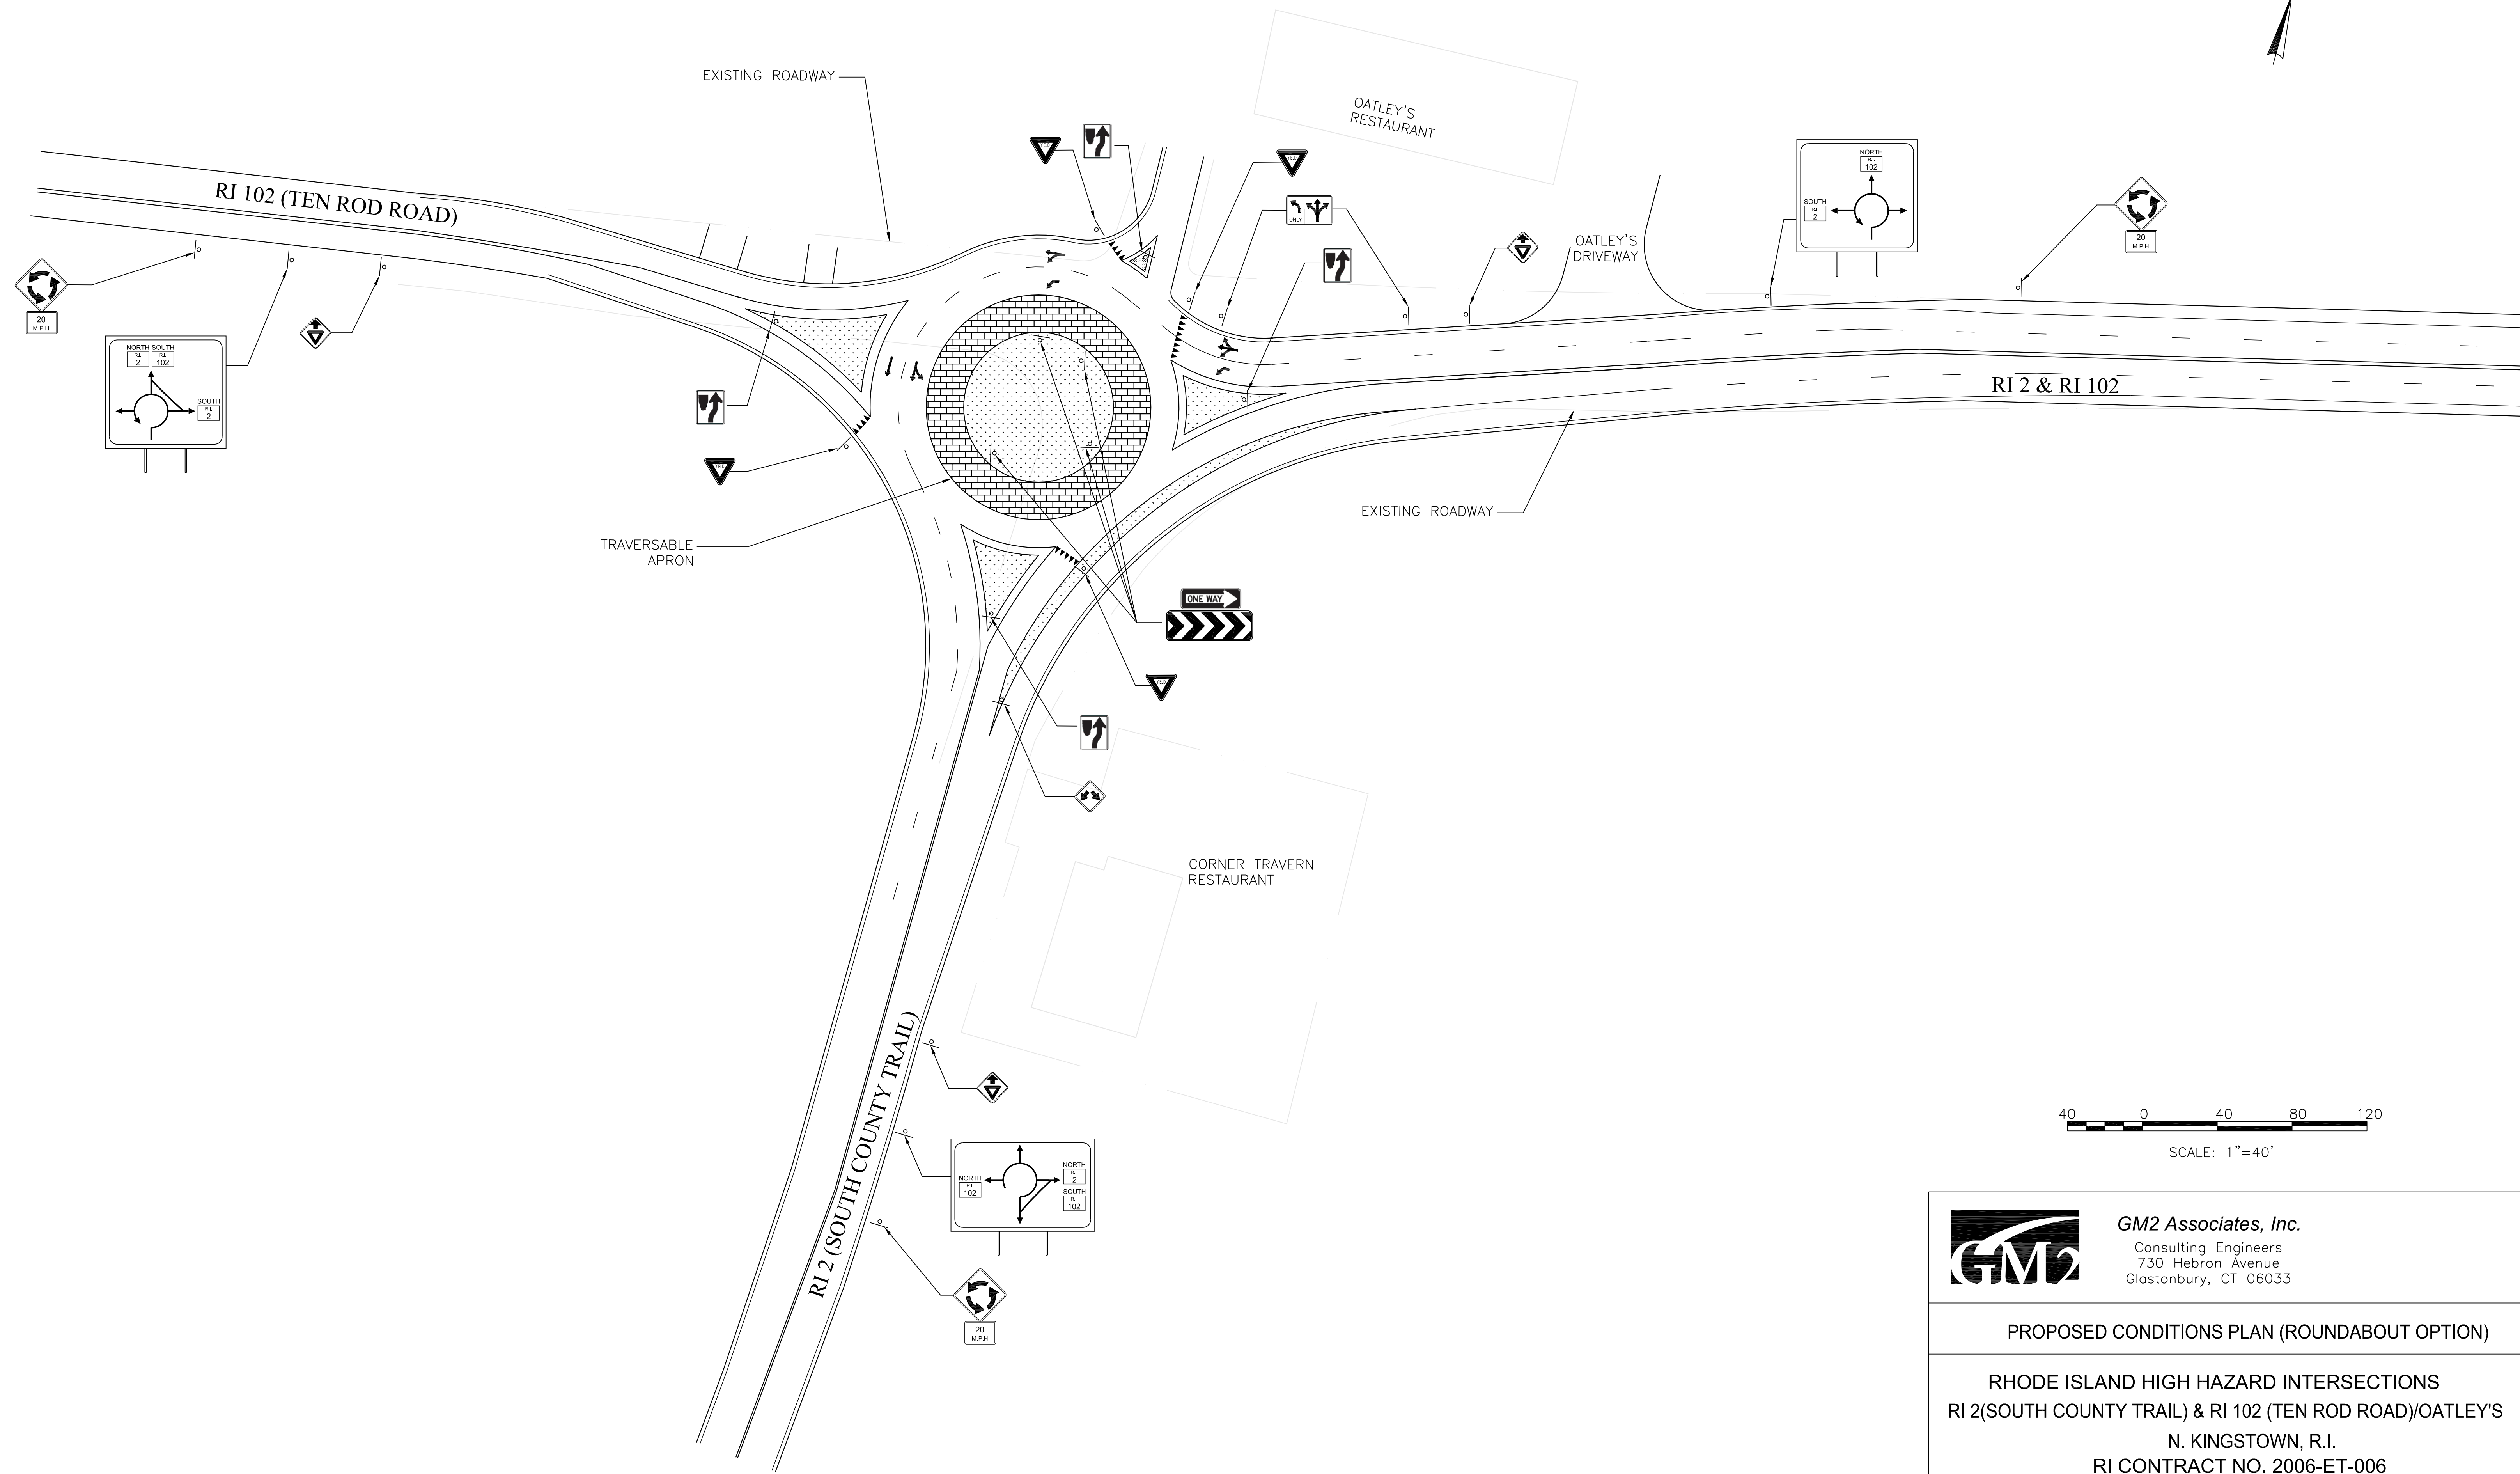 EXISTING ROADWAY
OATLEY'S
RESTAURANT
RI 102 (TEN ROD ROAD)
ONLY
OATLEY'S
DRIVEWAY
NORTH
R.I.
102
SOUTH
R.I.
2
20
M.P.H
20
M.P.H
NORTH SOUTH
R.I. R.I.
2 102
SOUTH
R.I.
2
RI 2 & RI 102
EXISTING ROADWAY
TRAVERSABLE
APRON
ONE WAY
CORNER TRAVERN
RESTAURANT
RI 2 (SOUTH COUNTY TRAIL)
NORTH
R.I.
102
NORTH
R.I.
2
SOUTH
R.I.
102
20
M.P.H
40 0 40 80 120
SCALE: 1"=40'
GM2
GM2 Associates, Inc.
Consulting Engineers
730 Hebron Avenue
Glastonbury, CT 06033
PROPOSED CONDITIONS PLAN (ROUNDABOUT OPTION)
RHODE ISLAND HIGH HAZARD INTERSECTIONS
RI 2(SOUTH COUNTY TRAIL) & RI 102 (TEN ROD ROAD)/OATLEY'S
N. KINGSTOWN, R.I.
RI CONTRACT NO. 2006-ET-006